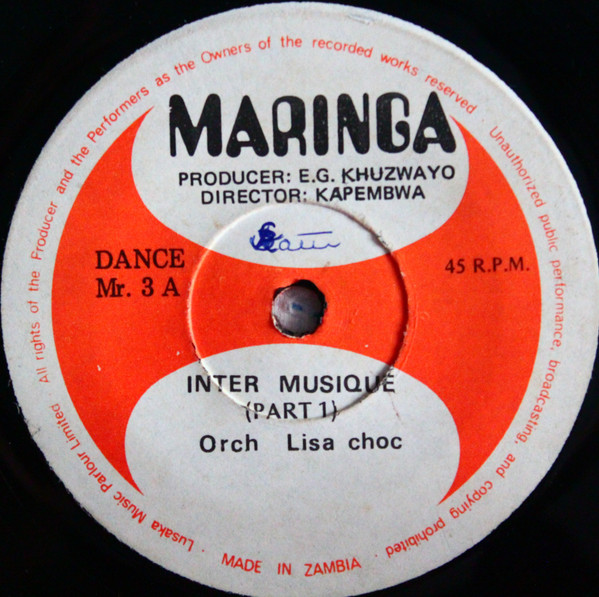 All rights of the Producer and the Performers as the Owners of the recorded works reserved
Unauthorized public performance, broadcasting, and copying prohibited
MARINGA
PRODUCER: E.G. KHUZWAYO
DIRECTOR: KAPEMBWA
DANCE
Mr. 3 A
45 R.P.M.
INTER MUSIQUE
(PART 1)
Orch Lisa choc
Lusaka Music Parlour Limited
MADE IN ZAMBIA